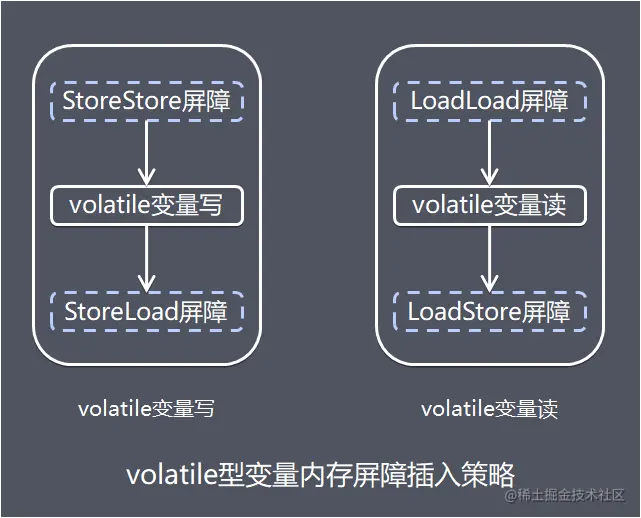 StoreStore屏障
volatile变量写
StoreLoad屏障
volatile变量写
LoadLoad屏障
volatile变量读
LoadStore屏障
volatile变量读
volatile型变量内存屏障插入策略
@稀土掘金技术社区